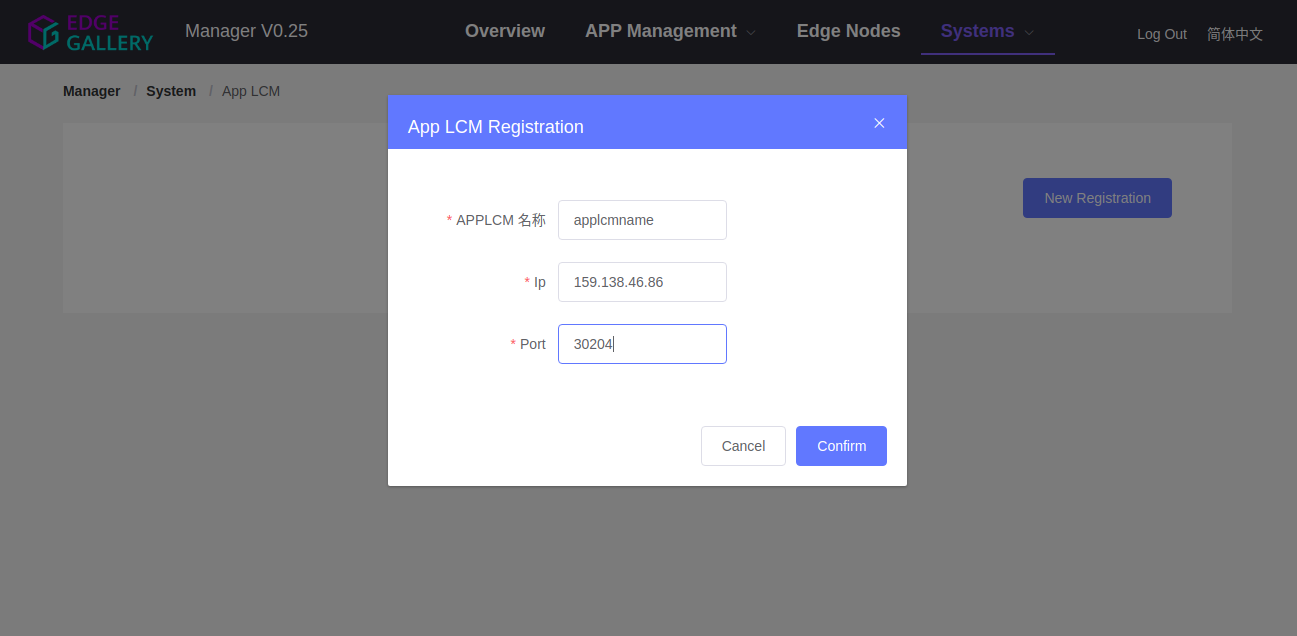 EDGE
GALLERY
Manager V0.25
Overview
APP Management
Edge Nodes
Systems
Log Out
简体中文
Manager / System / App LCM
App LCM Registration
New Registration
* APPLCM 名称
applcmname
* Ip
159.138.46.86
* Port
30204
Cancel
Confirm